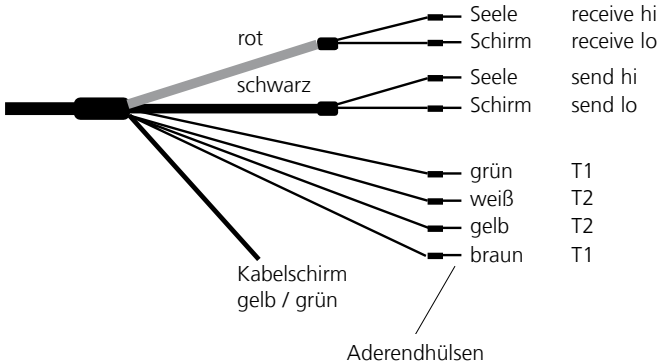 Seele receive hi
rot
Schirm receive lo
schwarz
Seele send hi
Schirm send lo
grün T1
weiß T2
gelb T2
braun T1
Kabelschirm
gelb / grün
Aderendhülsen